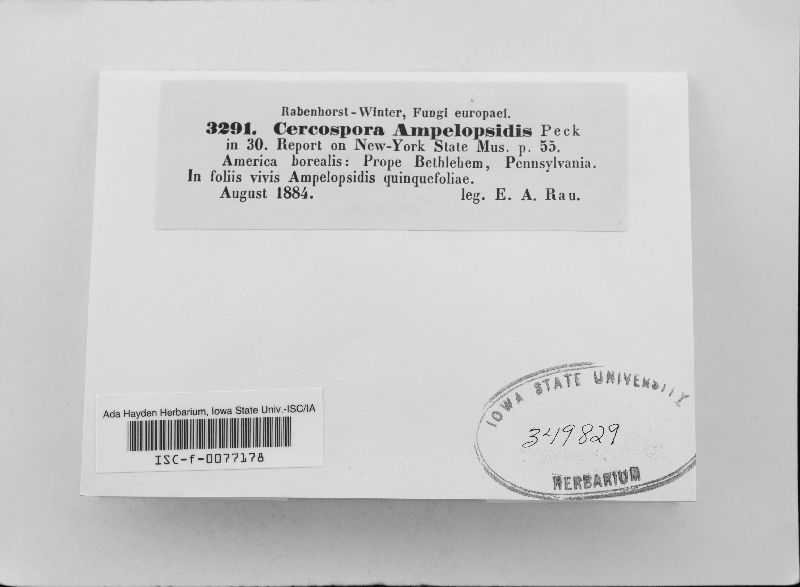 Rabenhorst-Winter, Fungi europaei.
3291. Cercospora Ampelopsidis Peck
in 30. Report on New-York State Mus. p. 55.
America borealis: Prope Bethlehem, Pennsylvania.
In foliis vivis Ampelopsidis quinquefoliae.
August 1884. leg. E. A. Rau.
Ada Hayden Herbarium, Iowa State Univ.-ISC/IA
ISC-f-0077178
IOWA STATE UNIVERSITY
349829
HERBARIUM